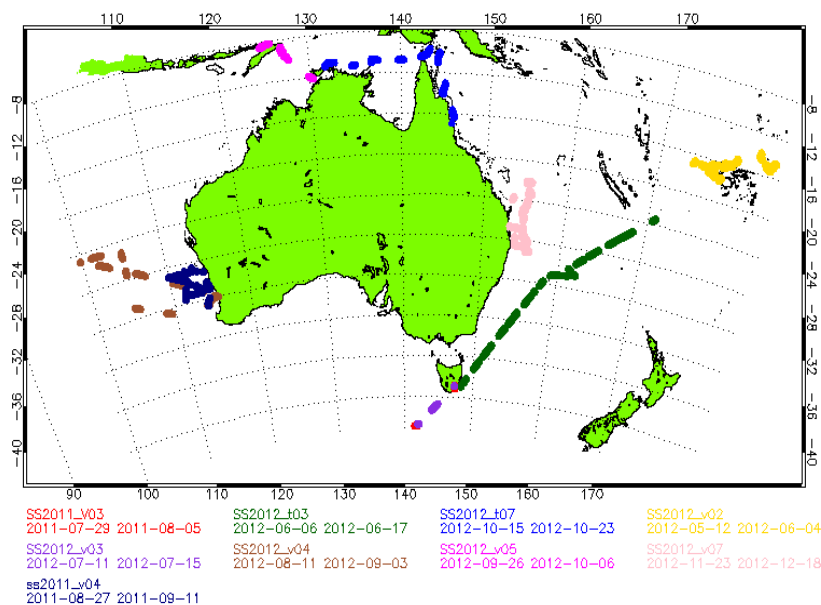 110 120 130 140 150 160 170
-8 -8
-12 -12
-16 -16
-20 -20
-24 -24
-28 -28
-32 -32
-36 -36
-40 -40
90 100 110 120 130 140 150 160 170
SS2011_v03 SS2012_t03 SS2012_t07 SS2012_v02
2011-07-29 2011-08-05 2012-06-06 2012-06-17 2012-10-15 2012-10-23 2012-05-12 2012-06-04
SS2012_v03 SS2012_v04 SS2012_v05 SS2012_v07
2012-07-11 2012-07-15 2012-08-11 2012-09-03 2012-09-26 2012-10-06 2012-11-23 2012-12-18
ss2011_v04
2011-08-27 2011-09-11